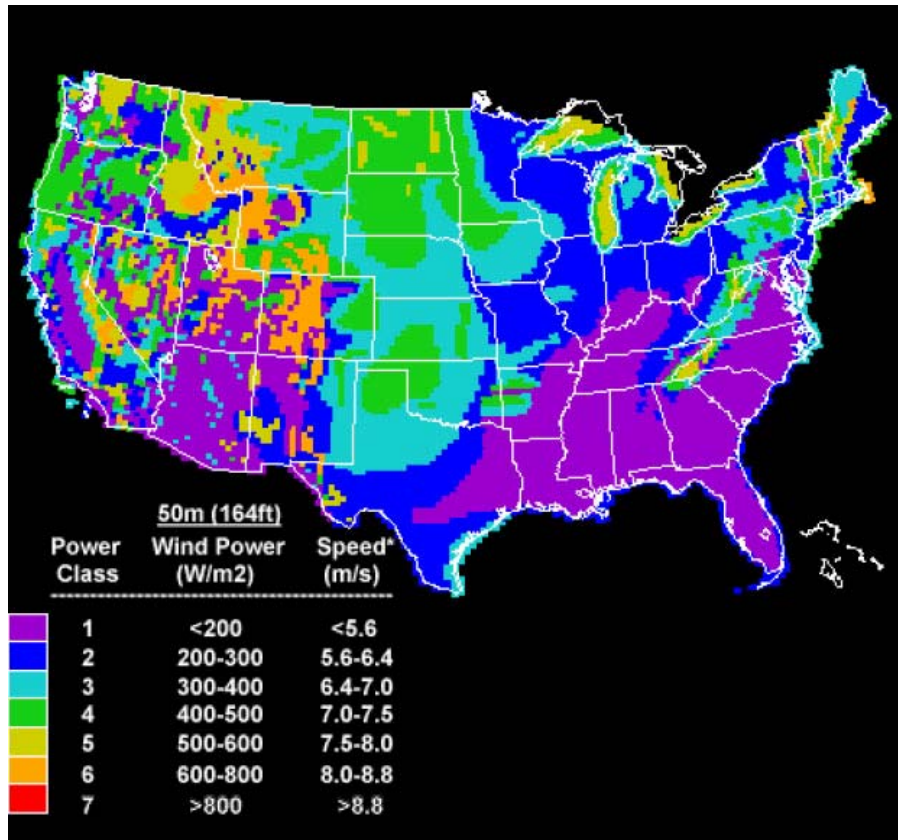 50m (164ft)
Power Wind Power Speed*
Class (W/m2) (m/s)
1 <200 <5.6
2 200-300 5.6-6.4
3 300-400 6.4-7.0
4 400-500 7.0-7.5
5 500-600 7.5-8.0
6 600-800 8.0-8.8
7 >800 >8.8